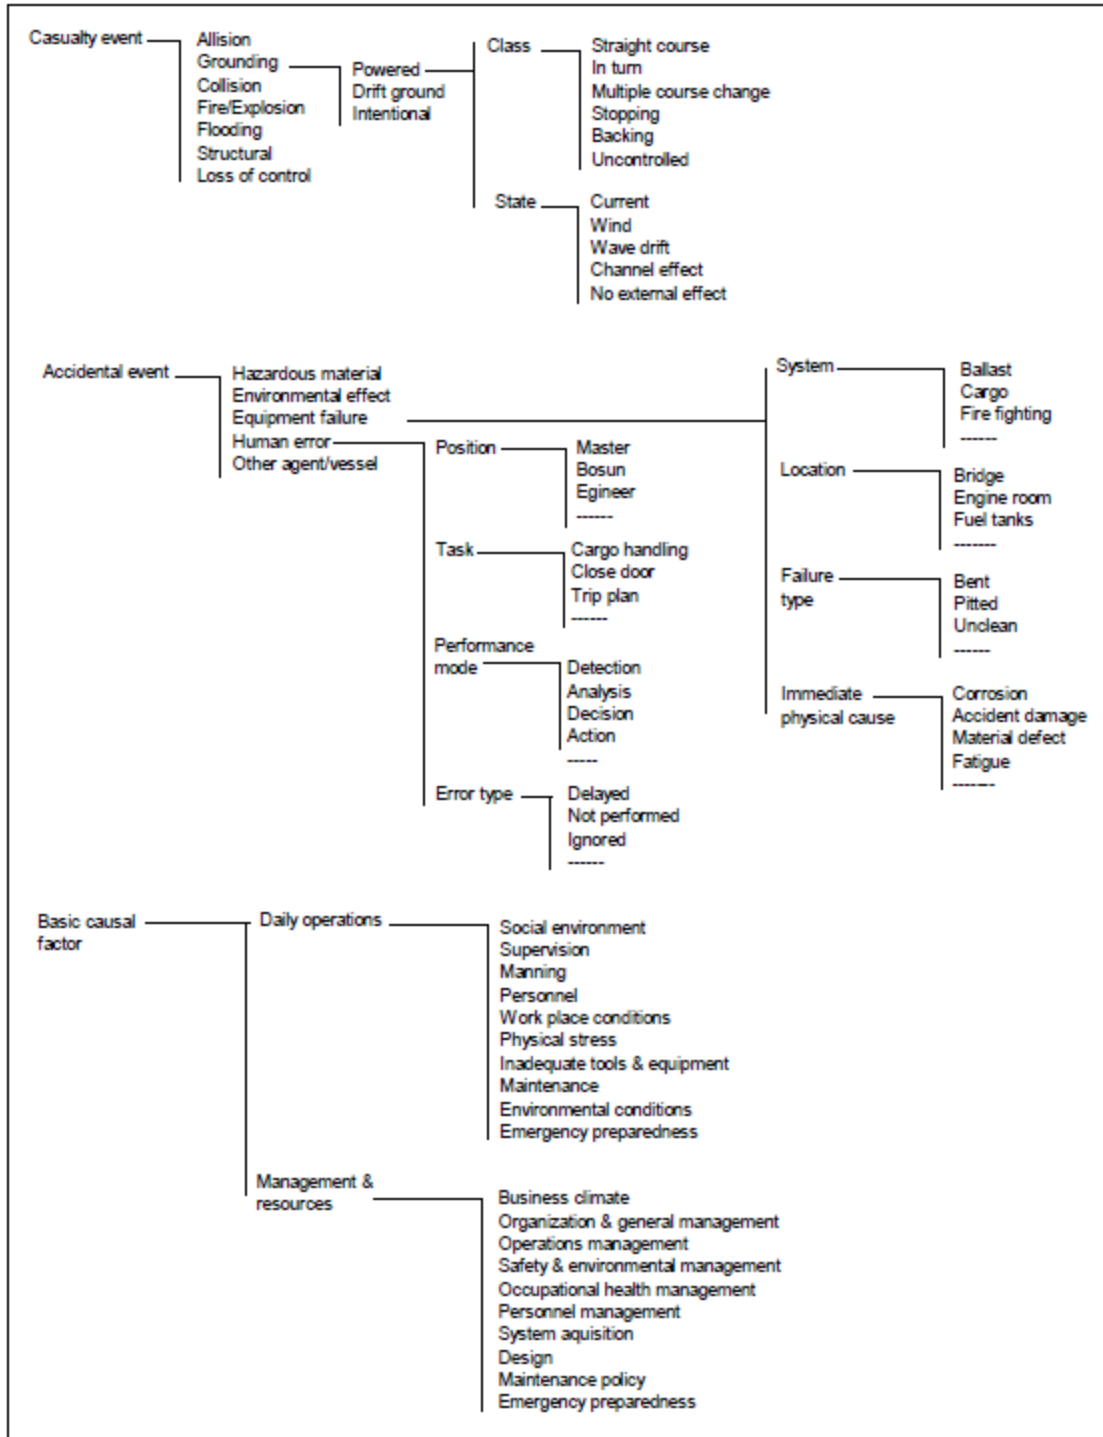 Casualty event
Allision
Grounding
Collision
Fire/Explosion
Flooding
Structural
Loss of control
Powered
Drift ground
Intentional
Class
Straight course
In turn
Multiple course change
Stopping
Backing
Uncontrolled
State
Current
Wind
Wave drift
Channel effect
No external effect
Accidental event
Hazardous material
Environmental effect
Equipment failure
Human error
Other agent/vessel
Position
Master
Bosun
Egineer
------
Task
Cargo handling
Close door
Trip plan
------
Performance
mode
Detection
Analysis
Decision
Action
-----
Error type
Delayed
Not performed
Ignored
------
System
Ballast
Cargo
Fire fighting
------
Location
Bridge
Engine room
Fuel tanks
-------
Failure
type
Bent
Pitted
Unclean
------
Immediate
physical cause
Corrosion
Accident damage
Material defect
Fatigue
-------
Basic causal
factor
Daily operations
Social environment
Supervision
Manning
Personnel
Work place conditions
Physical stress
Inadequate tools & equipment
Maintenance
Environmental conditions
Emergency preparedness
Management &
resources
Business climate
Organization & general management
Operations management
Safety & environmental management
Occupational health management
Personnel management
System aquisition
Design
Maintenance policy
Emergency preparedness